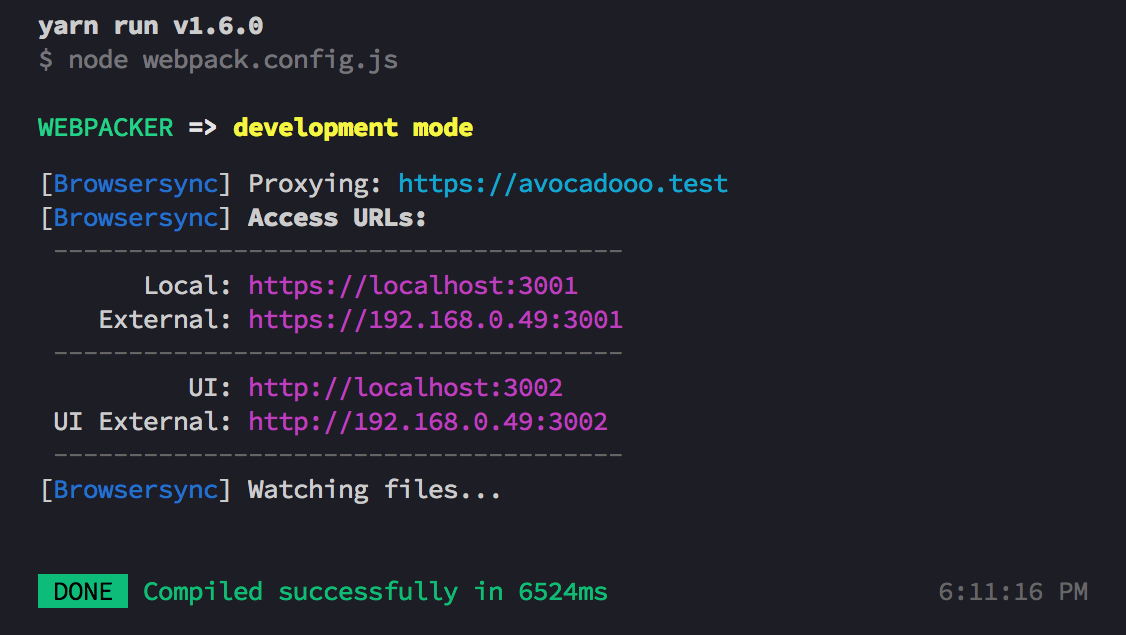 yarn run v1.6.0
$ node webpack.config.js
WEBPACKER => development mode
[Browsersync] Proxying: https://avocadooo.test
[Browsersync] Access URLs:
--------------------------------------
Local: https://localhost:3001
External: https://192.168.0.49:3001
--------------------------------------
UI: http://localhost:3002
UI External: http://192.168.0.49:3002
--------------------------------------
[Browsersync] Watching files...
DONE Compiled successfully in 6524ms 6:11:16 PM